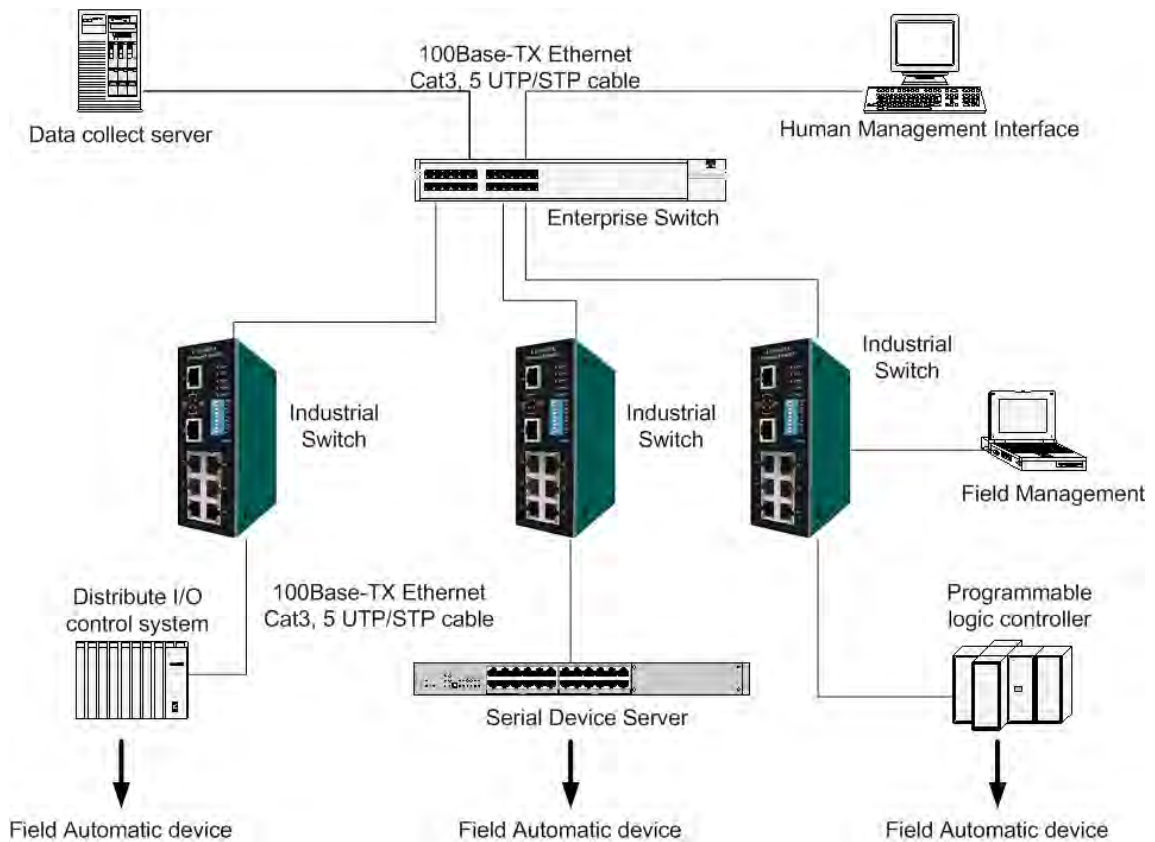 100Base-TX Ethernet
Cat3, 5 UTP/STP cable
Data collect server
Human Management Interface
Enterprise Switch
Industrial
Switch
Industrial
Switch
Industrial
Switch
Field Management
Distribute I/O
control system
100Base-TX Ethernet
Cat3, 5 UTP/STP cable
Programmable
logic controller
Serial Device Server
Field Automatic device
Field Automatic device
Field Automatic device